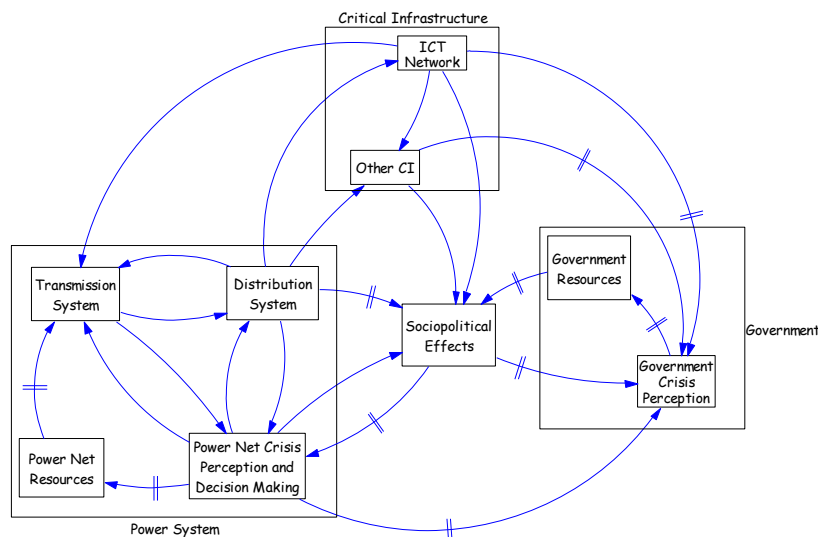 Critical Infrastructure
ICT
Network
Other CI
Transmission
System
Distribution
System
Power Net
Resources
Power Net Crisis
Perception and
Decision Making
Power System
Sociopolitical
Effects
Government
Resources
Government
Crisis
Perception
Government